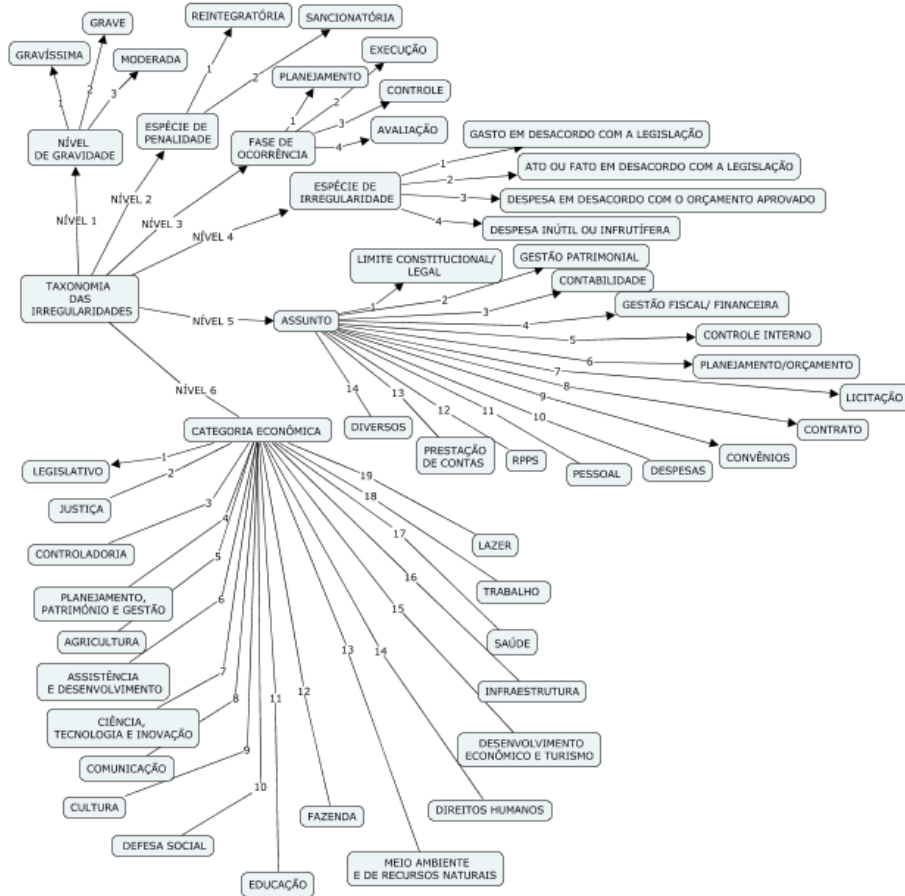 GRAVE
REINTEGRATÓRIA
SANCIONATÓRIA
GRAVÍSSIMA
MODERADA
EXECUÇÃO
PLANEJAMENTO
CONTROLE
AVALIAÇÃO
1
2
3
1
2
1
2
3
4
NÍVEL
DE GRAVIDADE
ESPÉCIE DE
PENALIDADE
FASE DE
OCORRÊNCIA
GASTO EM DESACORDO COM A LEGISLAÇÃO
ATO OU FATO EM DESACORDO COM A LEGISLAÇÃO
ESPÉCIE DE
IRREGULARIDADE
1
2
3
4
DESPESA EM DESACORDO COM O ORÇAMENTO APROVADO
DESPESA INÚTIL OU INFRUTÍFERA
NÍVEL 1
NÍVEL 2
NÍVEL 3
NÍVEL 4
TAXONOMIA
DAS
IRREGULARIDADES
NÍVEL 5
ASSUNTO
LIMITE CONSTITUCIONAL/
LEGAL
GESTÃO PATRIMONIAL
CONTABILIDADE
GESTÃO FISCAL/ FINANCEIRA
CONTROLE INTERNO
PLANEJAMENTO/ORÇAMENTO
LICITAÇÃO
CONTRATO
CONVÊNIOS
DESPESAS
PESSOAL
RPPS
PRESTAÇÃO
DE CONTAS
DIVERSOS
1
2
3
4
5
6
7
8
9
10
11
12
13
14
NÍVEL 6
CATEGORIA ECONÔMICA
1
2
3
4
5
6
7
8
9
10
11
12
13
14
15
16
17
18
19
LEGISLATIVO
JUSTIÇA
CONTROLADORIA
PLANEJAMENTO,
PATRIMÓNIO E GESTÃO
AGRICULTURA
ASSISTÊNCIA
E DESENVOLVIMENTO
CIÊNCIA,
TECNOLOGIA E INOVAÇÃO
COMUNICAÇÃO
CULTURA
DEFESA SOCIAL
EDUCAÇÃO
FAZENDA
MEIO AMBIENTE
E DE RECURSOS NATURAIS
DIREITOS HUMANOS
DESENVOLVIMENTO
ECONÔMICO E TURISMO
INFRAESTRUTURA
SAÚDE
TRABALHO
LAZER